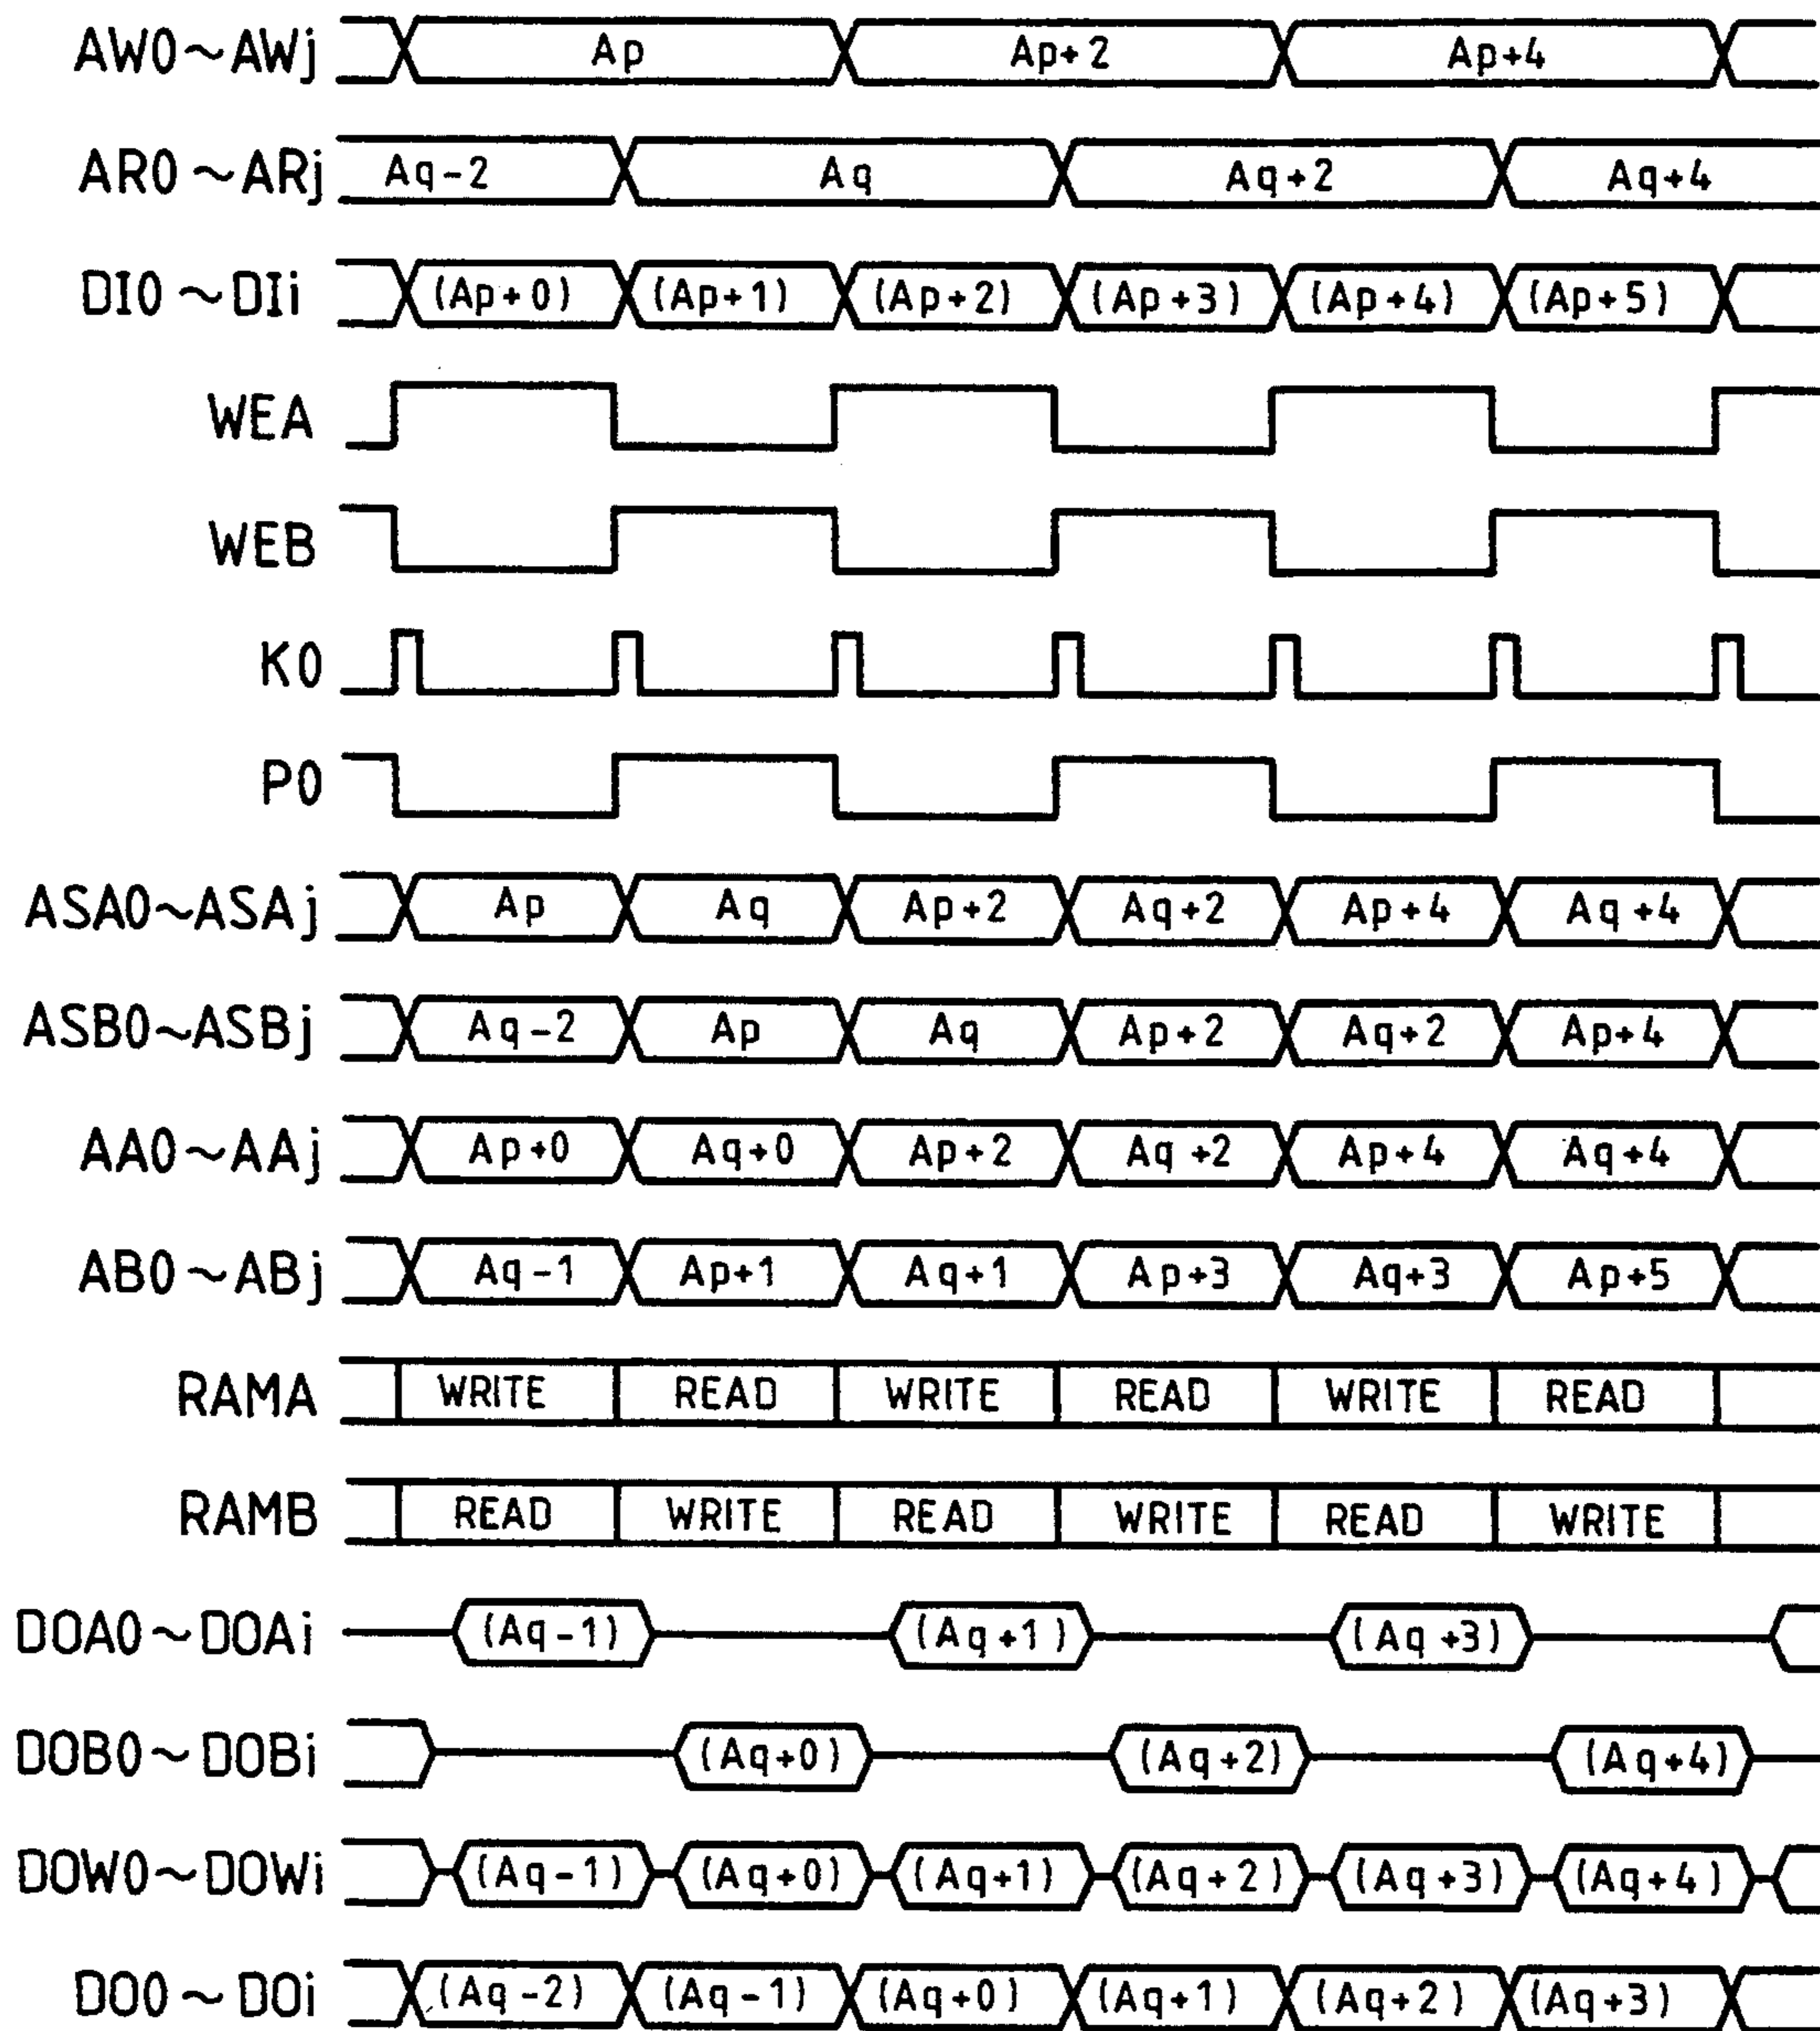 AW0~AWj Ap Ap+2 Ap+4
AR0~ARj Aq-2 Aq Aq+2 Aq+4
DI0~DIi (Ap+0) (Ap+1) (Ap+2) (Ap+3) (Ap+4) (Ap+5)
WEA
WEB
K0
P0
ASA0~ASAj Ap Aq Ap+2 Aq+2 Ap+4 Aq+4
ASB0~ASBj Aq-2 Ap Aq Ap+2 Aq+2 Ap+4
AA0~AAj Ap+0 Aq+0 Ap+2 Aq+2 Ap+4 Aq+4
AB0~ABj Aq-1 Ap+1 Aq+1 Ap+3 Aq+3 Ap+5
RAMA WRITE READ WRITE READ WRITE READ
RAMB READ WRITE READ WRITE READ WRITE
DOA0~DOAi (Aq-1) (Aq+1) (Aq+3)
DOB0~DOBi (Aq+0) (Aq+2) (Aq+4)
DOW0~DOWi (Aq-1) (Aq+0) (Aq+1) (Aq+2) (Aq+3) (Aq+4)
DO0~DOi (Aq-2) (Aq-1) (Aq+0) (Aq+1) (Aq+2) (Aq+3)